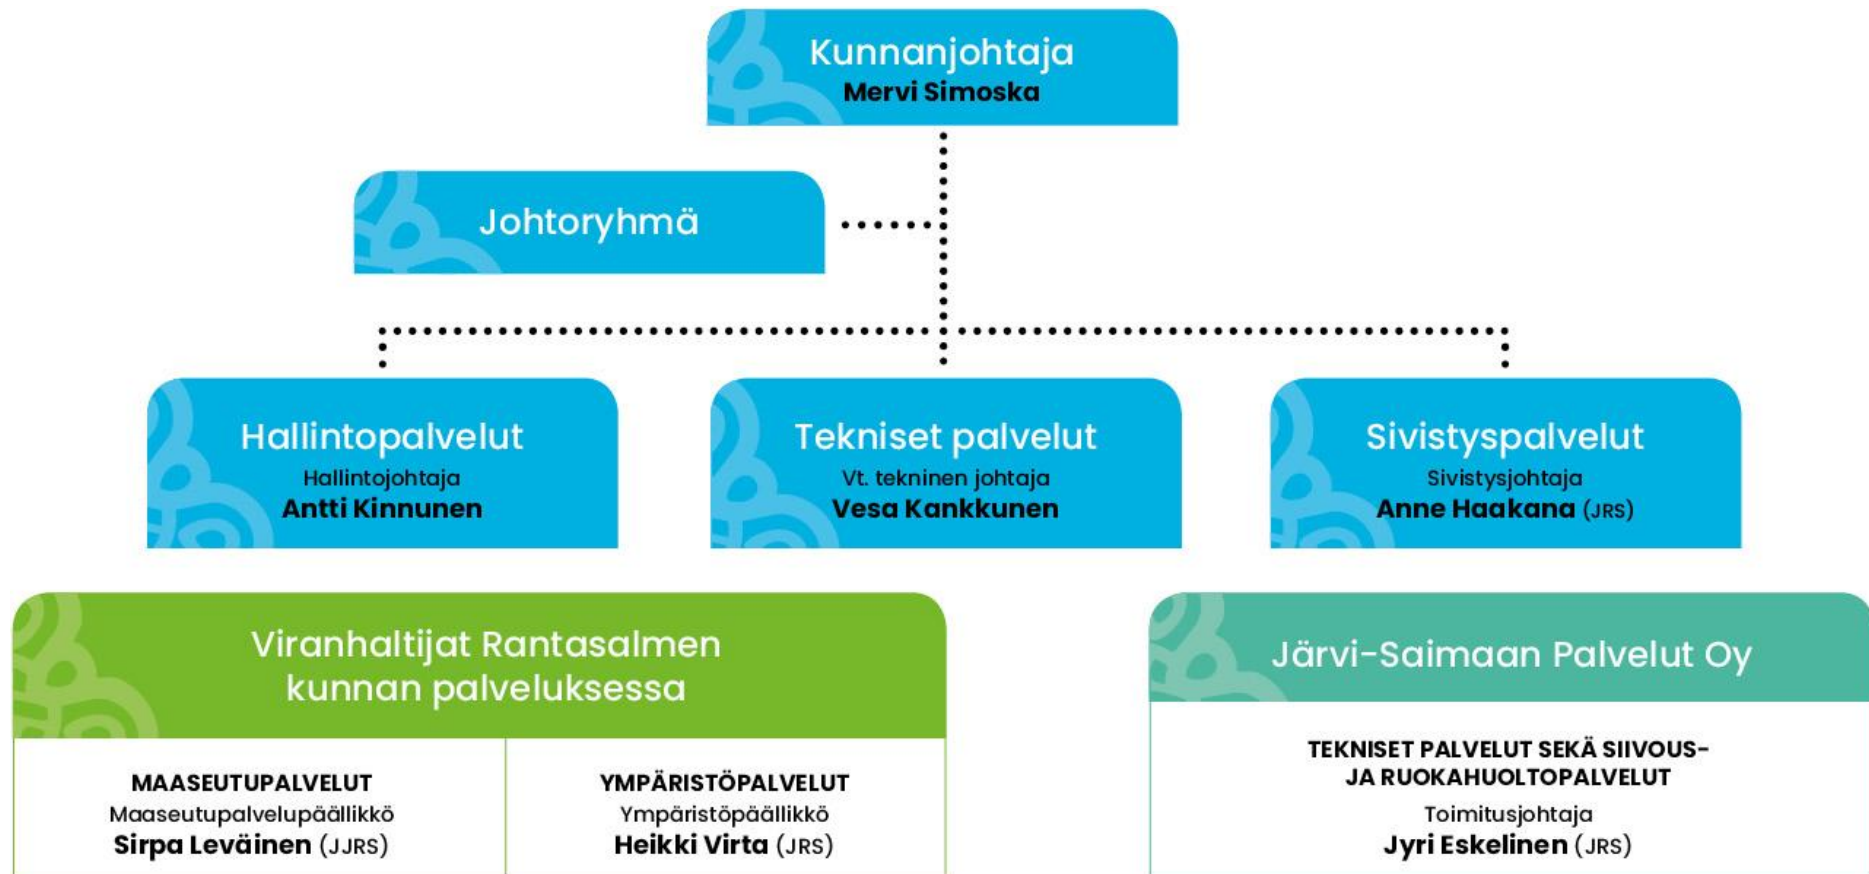 Kunnanjohtaja
Mervi Simoska
Johtoryhmä
Hallintopalvelut
Hallintojohtaja
Antti Kinnunen
Tekniset palvelut
Vt. tekninen johtaja
Vesa Kankkunen
Sivistyspalvelut
Sivistysjohtaja
Anne Haakana (JRS)
Viranhaltijat Rantasalmen
kunnan palveluksessa
MAASEUTUPALVELUT
Maaseutupalvelupäällikkö
Sirpa Leväinen (JJRS)
YMPÄRISTÖPALVELUT
Ympäristöpäällikkö
Heikki Virta (JRS)
Järvi-Saimaan Palvelut Oy
TEKNISET PALVELUT SEKÄ SIIVOUS-
JA RUOKAHUOLTOPALVELUT
Toimitusjohtaja
Jyri Eskelinen (JRS)